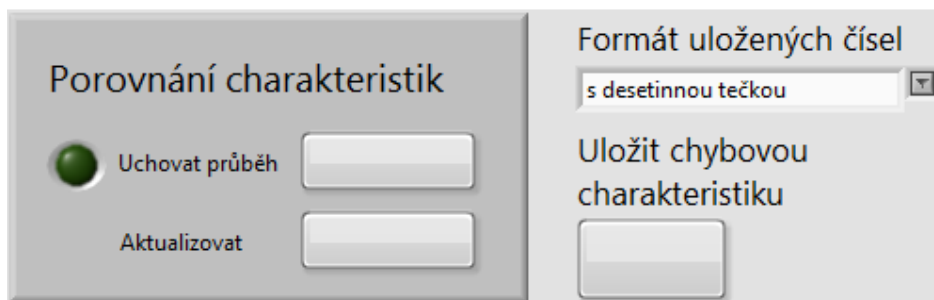 Porovnání charakteristik
Uchovat průběh
Aktualizovat
Formát uložených čísel
s desetinnou tečkou
Uložit chybovou
charakteristiku